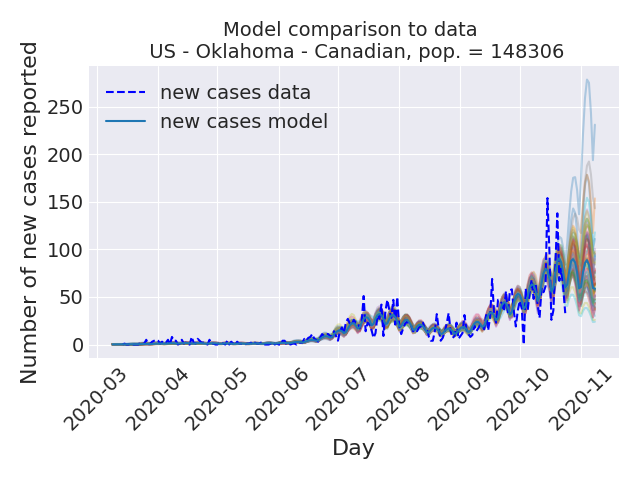 Model comparison to data
US - Oklahoma - Canadian, pop. = 148306
Number of new cases reported
new cases data
new cases model
250
200
150
100
50
0
2020-03
2020-04
2020-05
2020-06
2020-07
2020-08
2020-09
2020-10
2020-11
Day